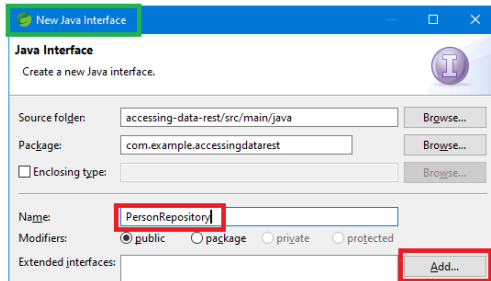 New Java Interface
Java Interface
Create a new Java interface.
Source folder: accessing-data-rest/src/main/java Browse...
Package: com.example.accessingdatarest Browse...
Enclosing type: Browse...
Name: PersonRepository
Modifiers: public package private protected
Extended interfaces: Add...